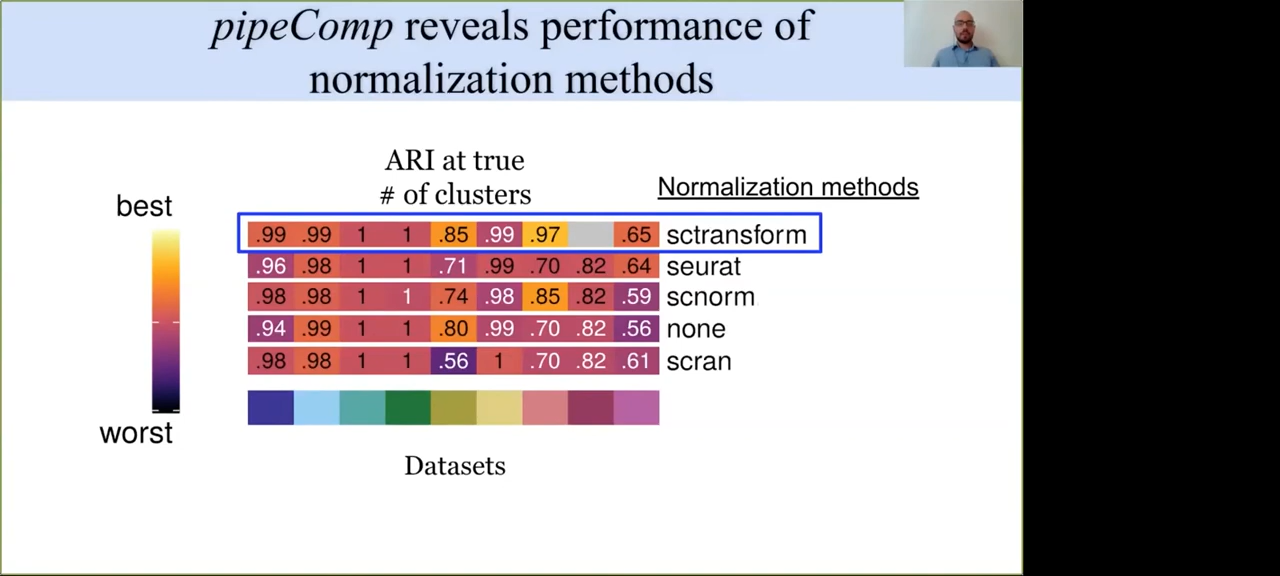 pipeComp reveals performance of
normalization methods
ARI at true
# of clusters
Normalization methods
best
worst
.99 .99 1 1 .85 .99 .97 .65 sctransform
.96 .98 1 1 .71 .99 .70 .82 .64 seurat
.98 .98 1 1 .74 .98 .85 .82 .59 scnorm
.94 .99 1 1 .80 .99 .70 .82 .56 none
.98 .98 1 1 .56 1 .70 .82 .61 scran
Datasets